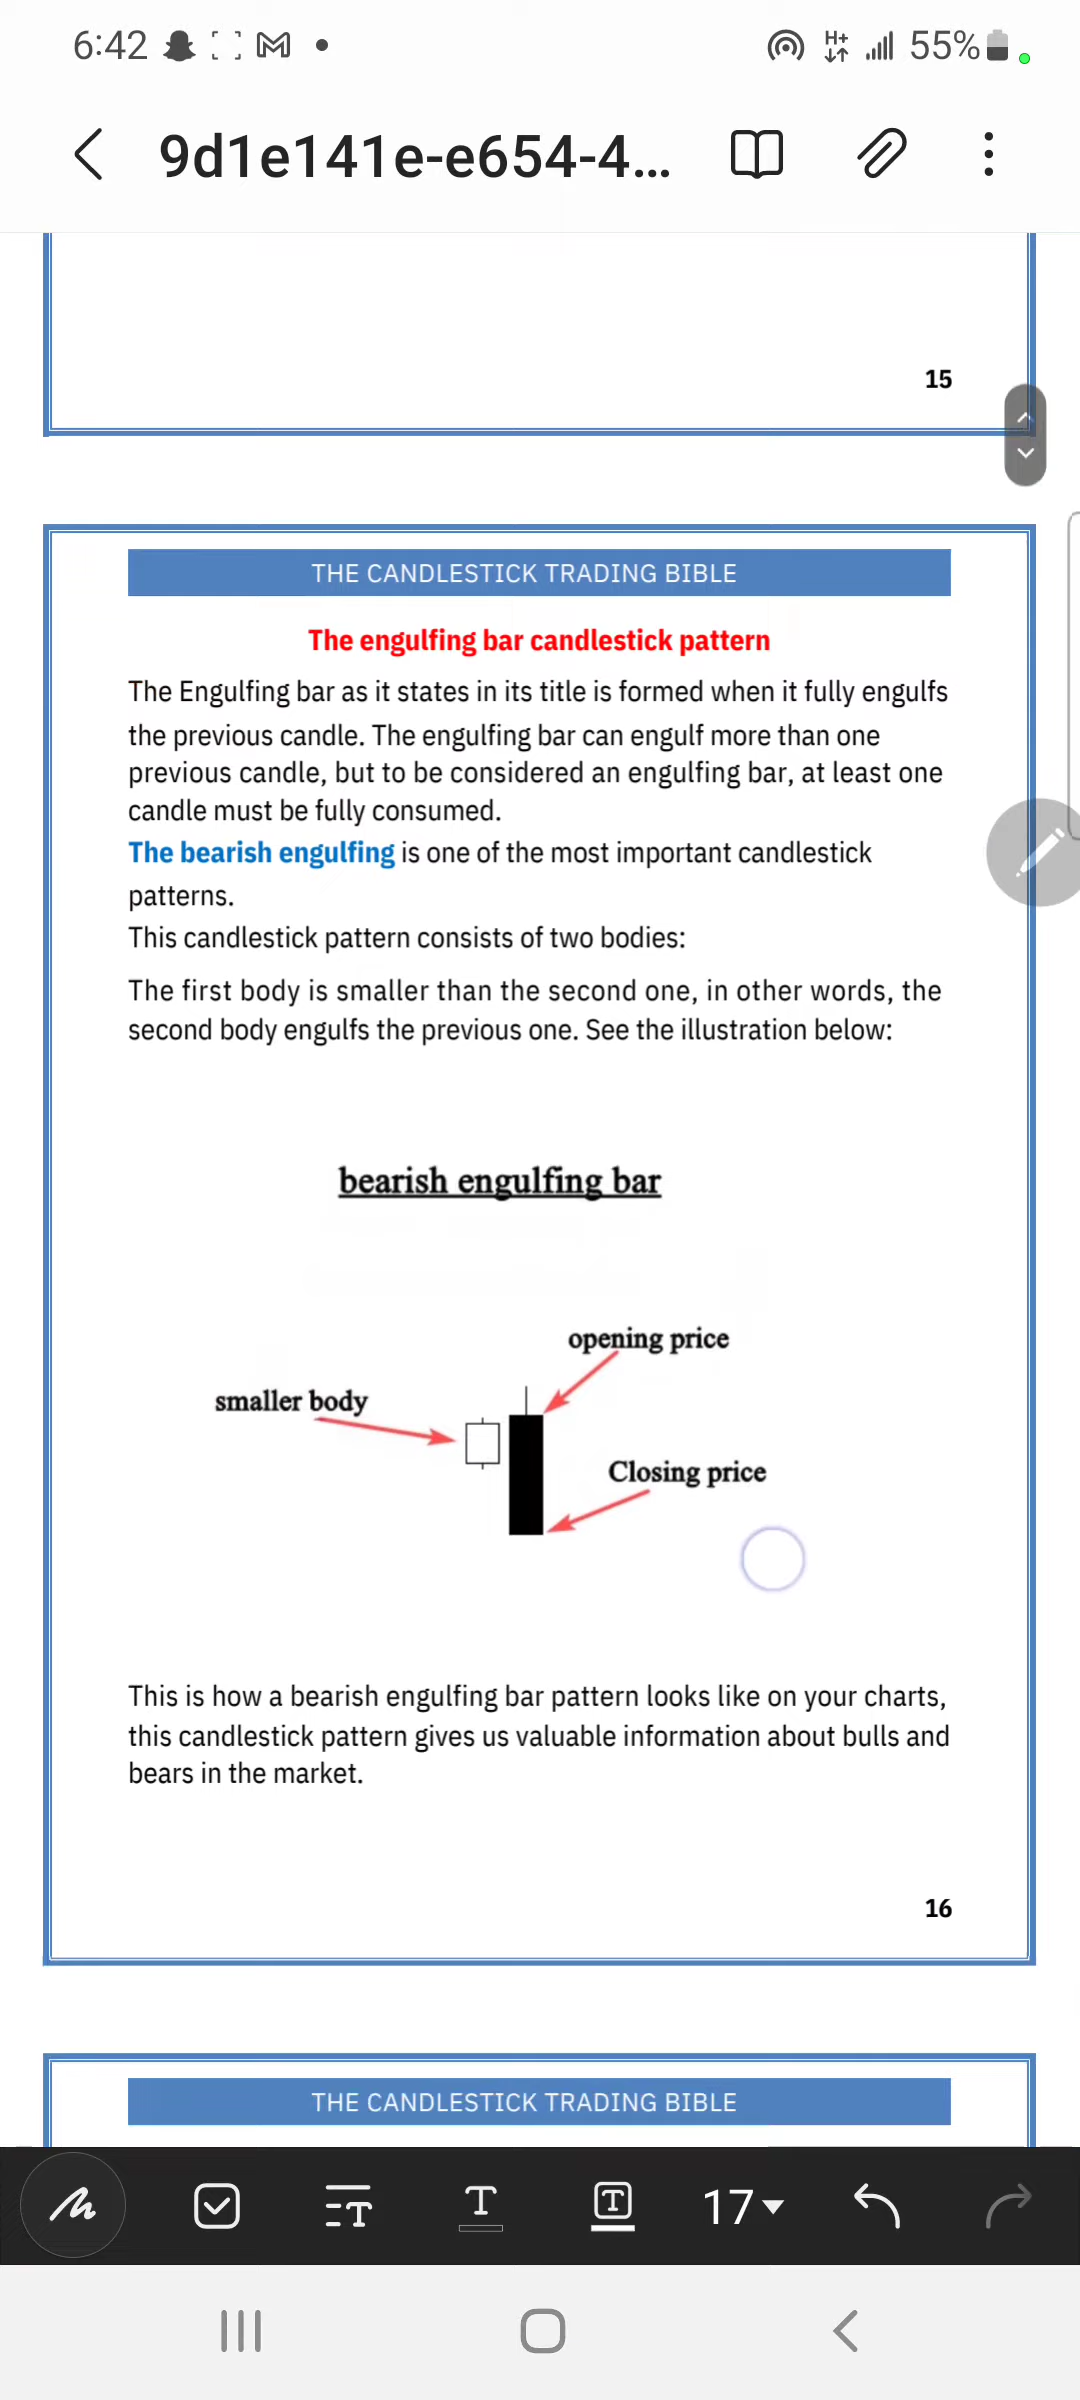 6:42
H+
55%
9d1e141e-e654-4...
15
THE CANDLESTICK TRADING BIBLE
The engulfing bar candlestick pattern
The Engulfing bar as it states in its title is formed when it fully engulfs
the previous candle. The engulfing bar can engulf more than one
previous candle, but to be considered an engulfing bar, at least one
candle must be fully consumed.
The bearish engulfing is one of the most important candlestick
patterns.
This candlestick pattern consists of two bodies:
The first body is smaller than the second one, in other words, the
second body engulfs the previous one. See the illustration below:
bearish engulfing bar
opening price
smaller body
Closing price
This is how a bearish engulfing bar pattern looks like on your charts,
this candlestick pattern gives us valuable information about bulls and
bears in the market.
16
THE CANDLESTICK TRADING BIBLE
17